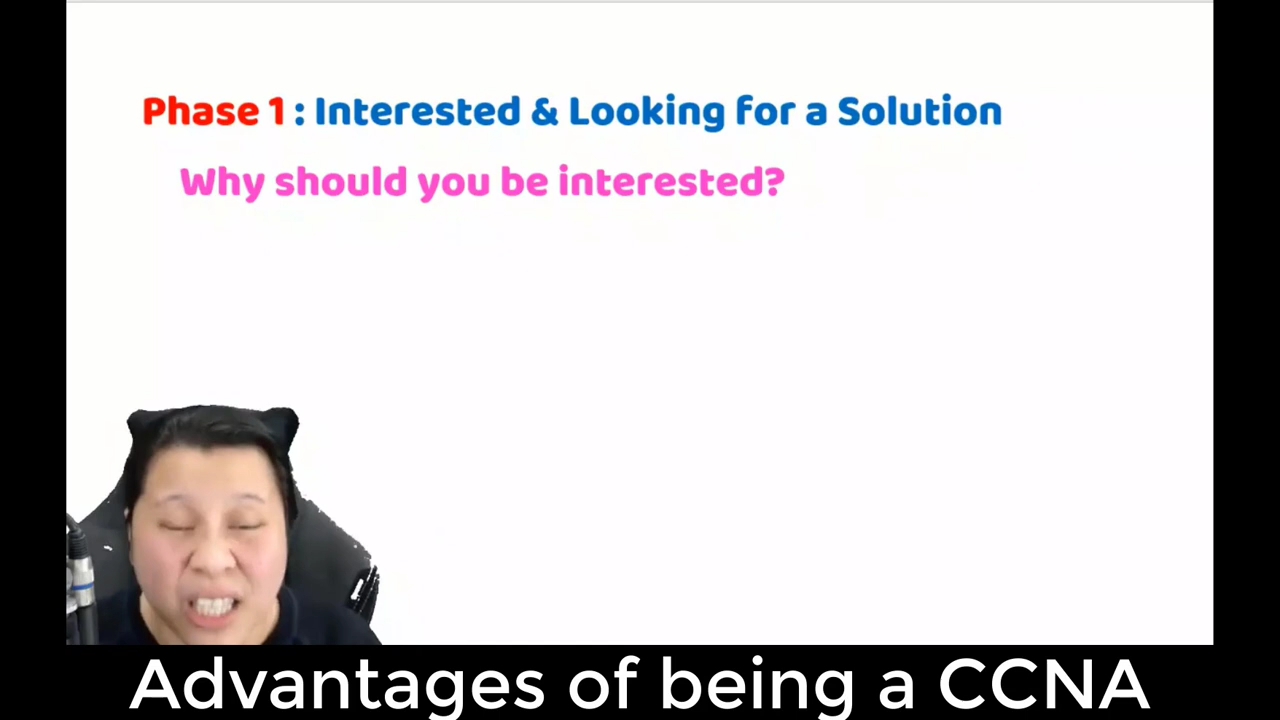 Phase 1 : Interested & Looking for a Solution
Why should you be interested?
Advantages of being a CCNA